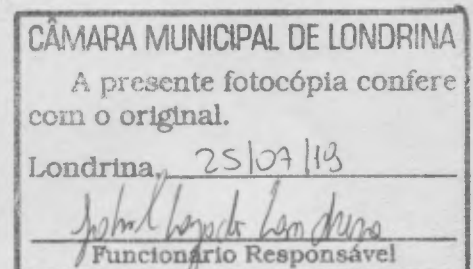 CÂMARA MUNICIPAL DE LONDRINA
A presente fotocópia confere
com o original.
Londrina, 25/07/19
Funcionário Responsável